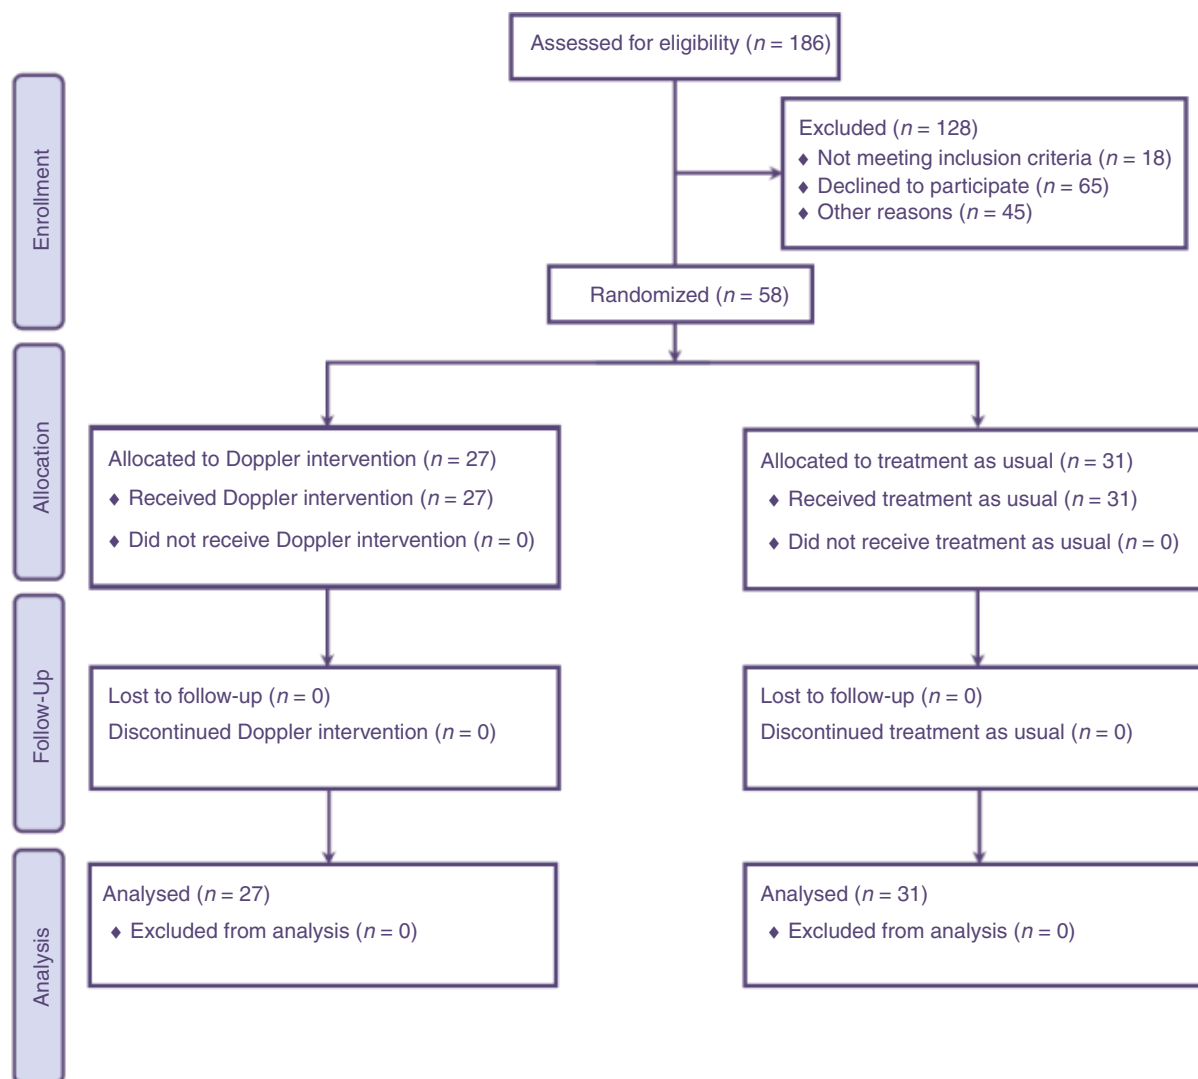 Assessed for eligibility (n = 186)
Enrollment
Excluded (n = 128)
♦ Not meeting inclusion criteria (n = 18)
♦ Declined to participate (n = 65)
♦ Other reasons (n = 45)
Randomized (n = 58)
Allocation
Allocated to Doppler intervention (n = 27)
♦ Received Doppler intervention (n = 27)
♦ Did not receive Doppler intervention (n = 0)
Allocated to treatment as usual (n = 31)
♦ Received treatment as usual (n = 31)
♦ Did not receive treatment as usual (n = 0)
Follow-Up
Lost to follow-up (n = 0)
Discontinued Doppler intervention (n = 0)
Lost to follow-up (n = 0)
Discontinued treatment as usual (n = 0)
Analysis
Analysed (n = 27)
♦ Excluded from analysis (n = 0)
Analysed (n = 31)
♦ Excluded from analysis (n = 0)